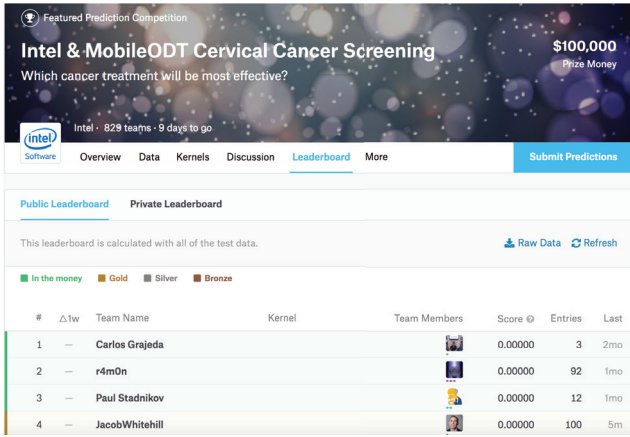 Featured Prediction Competition
Intel & MobileODT Cervical Cancer Screening
$100,000
Which cancer treatment will be most effective?
Prize Money
Intel · 829 teams · 9 days to go
intel
Software
Overview Data Kernels Discussion Leaderboard More Submit Predictions
Public Leaderboard Private Leaderboard
This leaderboard is calculated with all of the test data. Raw Data Refresh
In the money Gold Silver Bronze
# △1w Team Name Kernel Team Members Score Entries Last
1 — Carlos Grajeda 0.00000 3 2mo
2 — r4m0n 0.00000 92 1mo
3 — Paul Stadnikov 0.00000 12 1mo
4 — JacobWhitehill 0.00000 100 5m